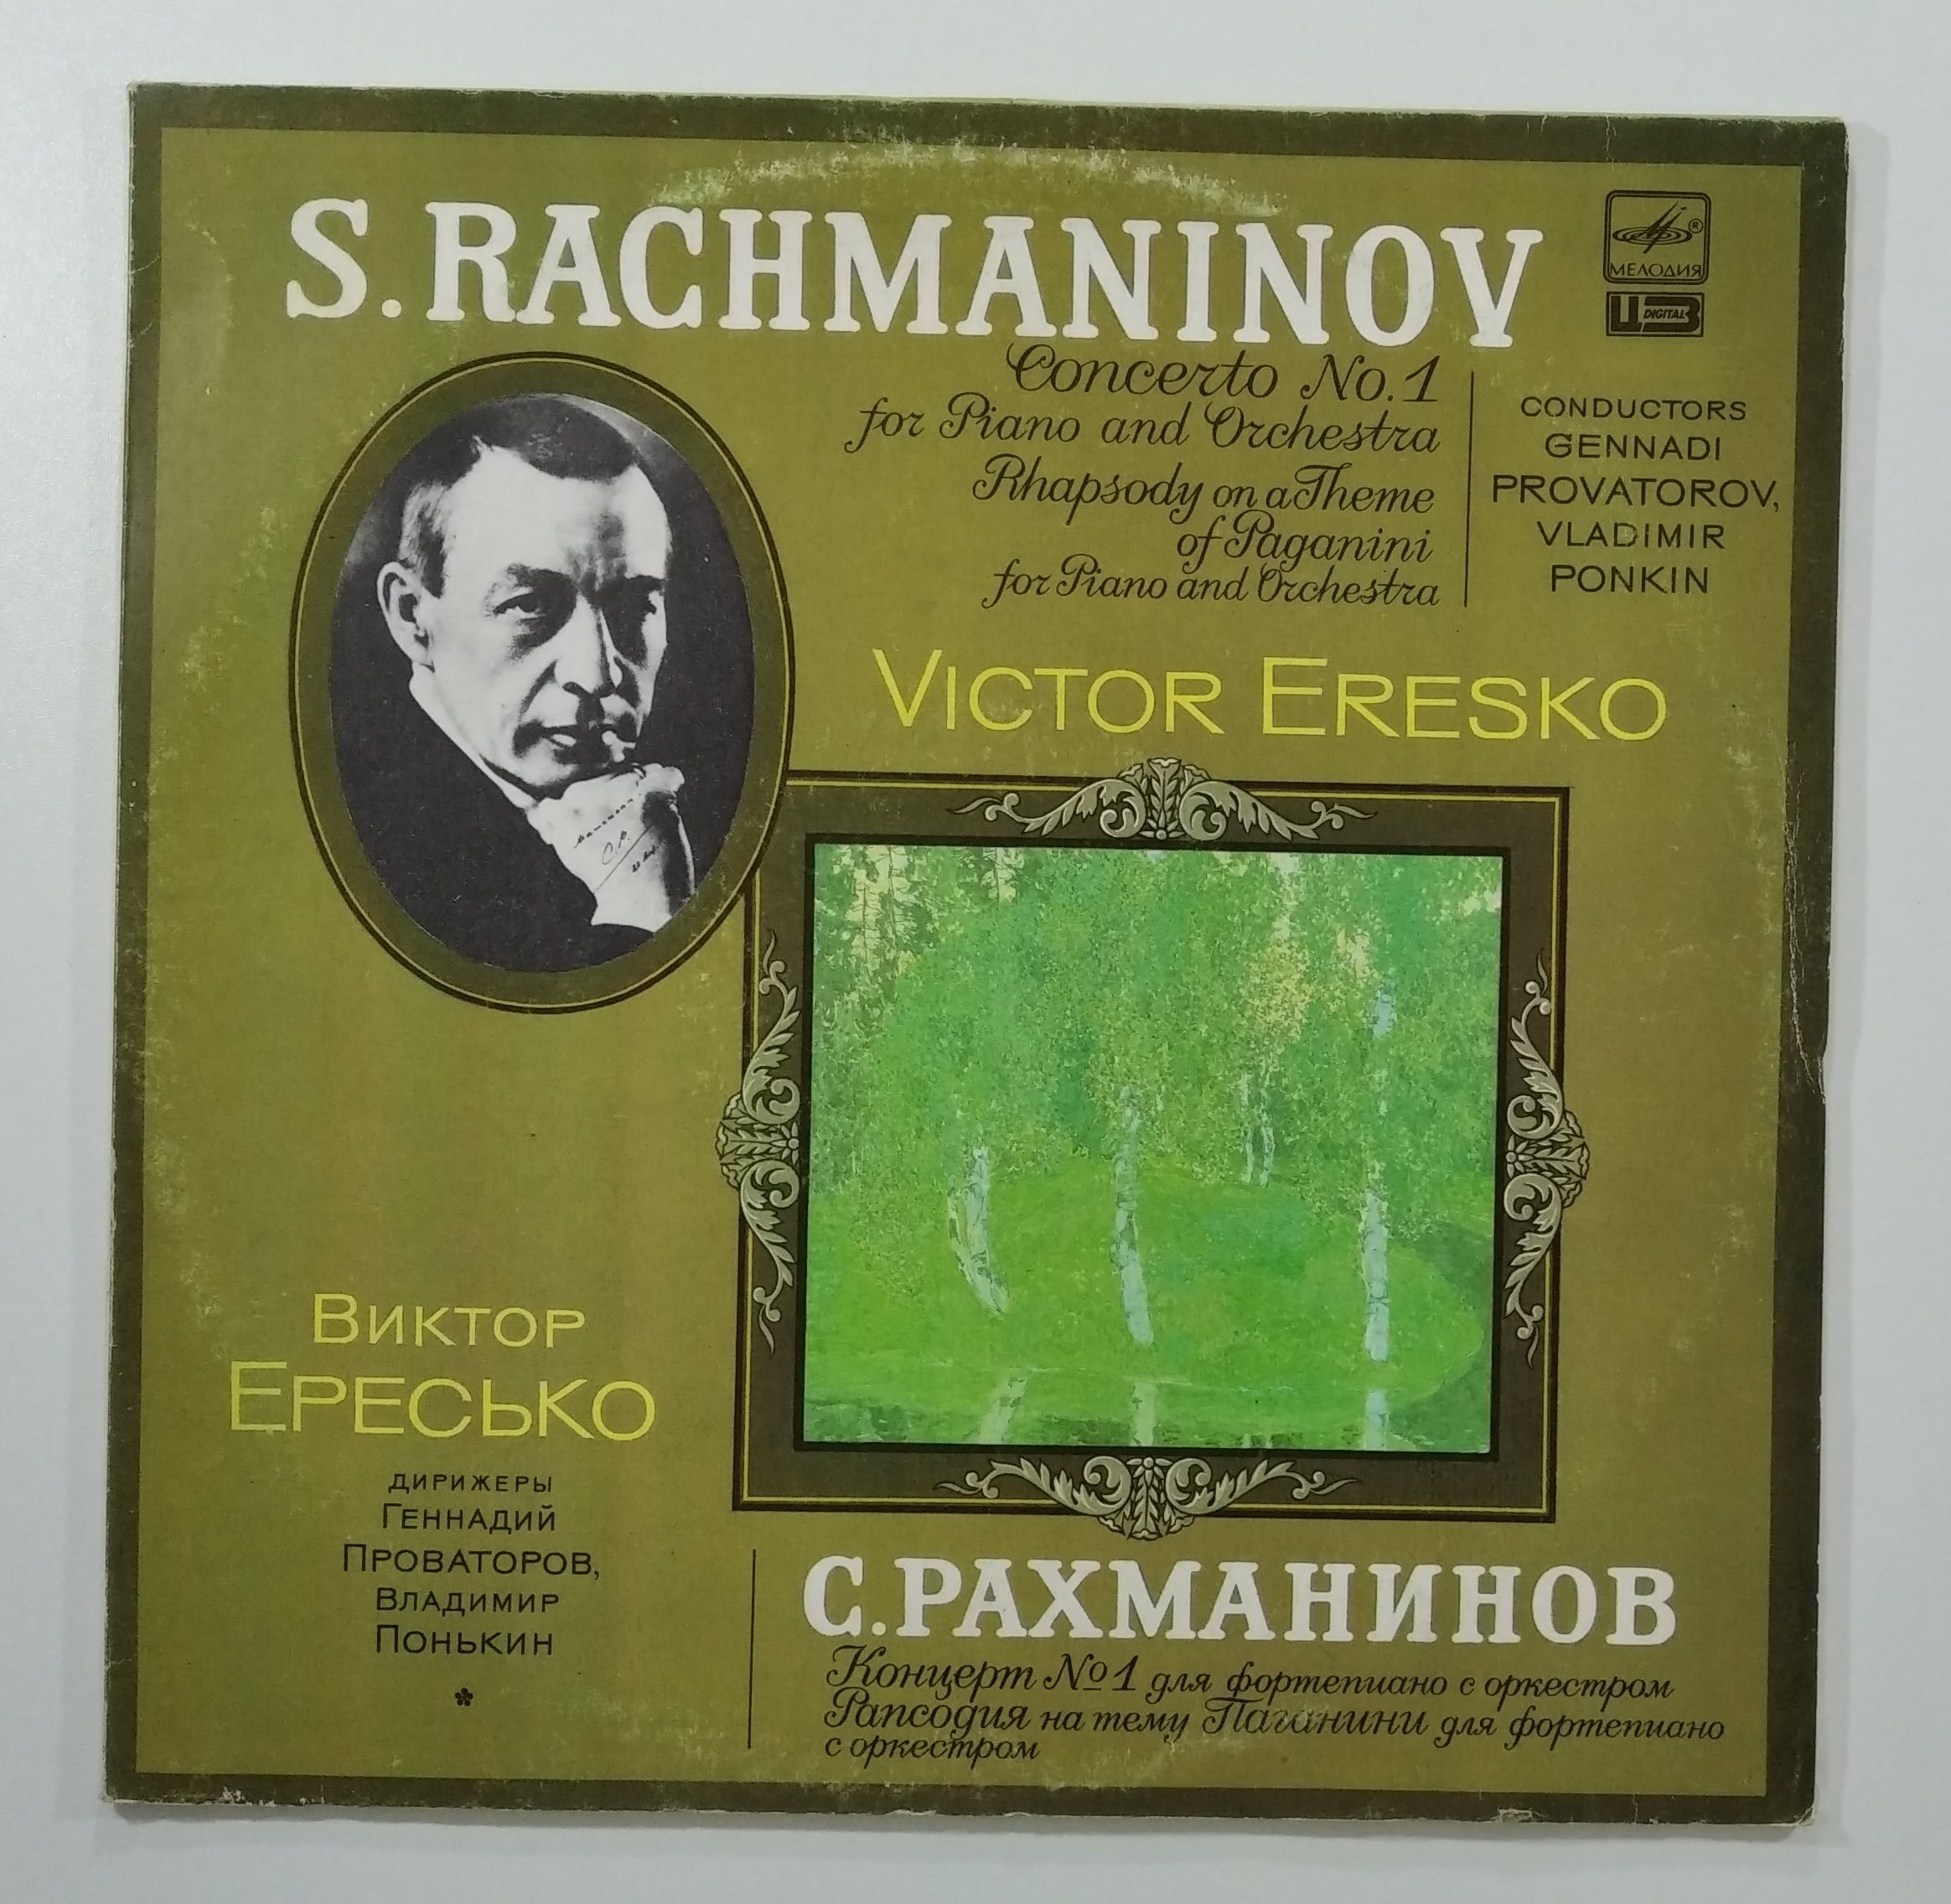 S. RACHMANINOV
МЕЛОДИЯ
DIGITAL
Concerto No. 1
for Piano and Orchestra
Rhapsody on a Theme
of Paganini
for Piano and Orchestra
CONDUCTORS
GENNADI
PROVATOROV,
VLADIMIR
PONKIN
VICTOR ERESKO
ВИКТОР
ЕРЕСЬКО
ДИРИЖЕРЫ
ГЕННАДИЙ
ПРОВАТОРОВ,
ВЛАДИМИР
ПОНЬКИН
С. РАХМАНИНОВ
Концерт №1 для фортепиано с оркестром
Рапсодия на тему Паганини для фортепиано
с оркестром